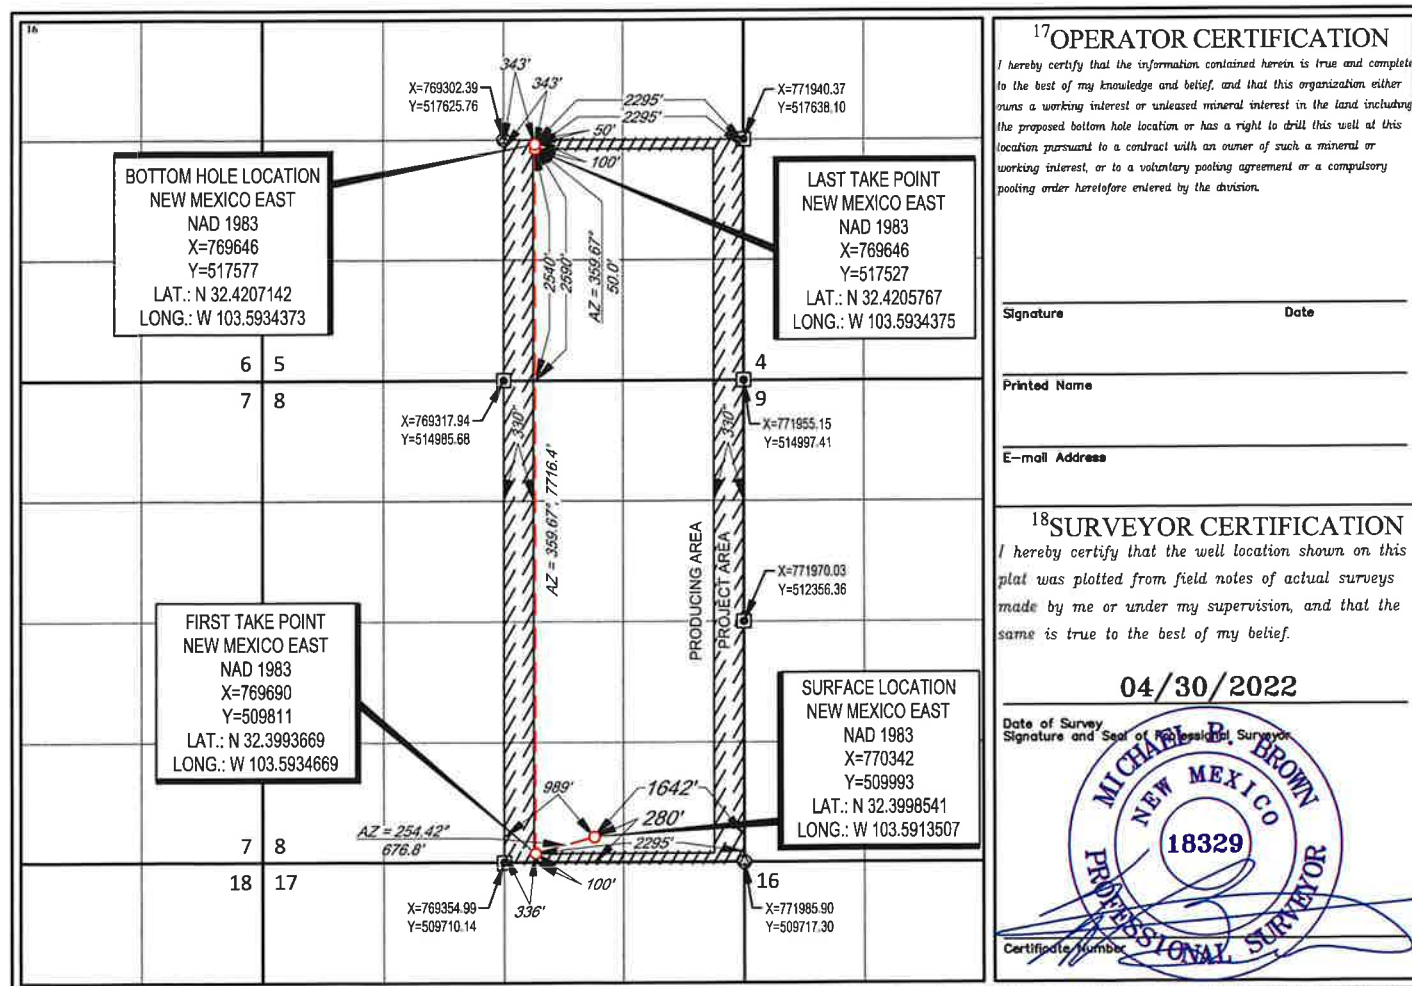 16
343'
343'
X=769302.39
Y=517625.76
2295'
2295'
X=771940.37
Y=517638.10
50'
100'
BOTTOM HOLE LOCATION
NEW MEXICO EAST
NAD 1983
X=769646
Y=517577
LAT.: N 32.4207142
LONG.: W 103.5934373
LAST TAKE POINT
NEW MEXICO EAST
NAD 1983
X=769646
Y=517527
LAT.: N 32.4205767
LONG.: W 103.5934375
2540'
2590'
AZ = 359.67°
50.0'
6 5
4
7 8
9
X=769317.94
Y=514985.68
330'
330'
X=771955.15
Y=514997.41
AZ = 359.67°, 7716.4'
PRODUCING AREA
PROJECT AREA
X=771970.03
Y=512356.36
FIRST TAKE POINT
NEW MEXICO EAST
NAD 1983
X=769690
Y=509811
LAT.: N 32.3993669
LONG.: W 103.5934669
SURFACE LOCATION
NEW MEXICO EAST
NAD 1983
X=770342
Y=509993
LAT.: N 32.3998541
LONG.: W 103.5913507
989'
1642'
280'
AZ = 254.42°
676.8'
2295'
7 8
18 17
16
100'
336'
X=769354.99
Y=509710.14
X=771985.90
Y=509717.30
17OPERATOR CERTIFICATION
I hereby certify that the information contained herein is true and complete
to the best of my knowledge and belief, and that this organization either
owns a working interest or unleased mineral interest in the land including
the proposed bottom hole location or has a right to drill this well at this
location pursuant to a contract with an owner of such a mineral or
working interest, or to a voluntary pooling agreement or a compulsory
pooling order heretofore entered by the division.
Signature Date
Printed Name
E-mail Address
18SURVEYOR CERTIFICATION
I hereby certify that the well location shown on this
plat was plotted from field notes of actual surveys
made by me or under my supervision, and that the
same is true to the best of my belief.
04/30/2022
Date of Survey
Signature and Seal of Professional Surveyor
MICHAEL B. BROWN
NEW MEXICO
18329
PROFESSIONAL SURVEYOR
Certificate Number